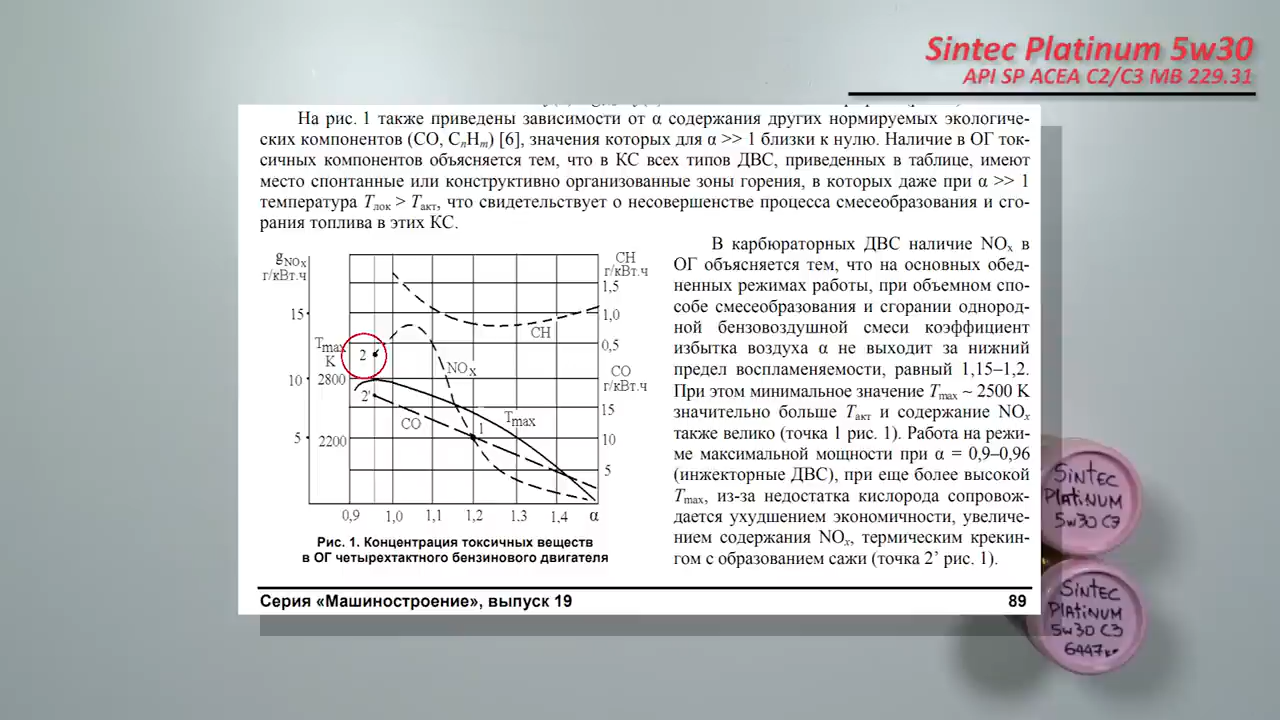 Sintec Platinum 5w30
API SP ACEA C2/C3 MB 229.31
На рис. 1 также приведены зависимости от α содержания других нормируемых экологиче-
ских компонентов (CO, CnHm) [6], значения которых для α >> 1 близки к нулю. Наличие в ОГ ток-
сичных компонентов объясняется тем, что в КС всех типов ДВС, приведенных в таблице, имеют
место спонтанные или конструктивно организованные зоны горения, в которых даже при α >> 1
температура Tлок > Tакт, что свидетельствует о несовершенстве процесса смесеобразования и сго-
рания топлива в этих КС.
gNOx
г/кВт.ч
15
10
5
Tmax
K
2800
2200
2
2'
CH
NOx
CO
1
Tmax
CH
г/кВт.ч
1,5
1,0
0,5
CO
г/кВт.ч
15
10
5
0,9 1,0 1,1 1,2 1.3 1,4 α
Рис. 1. Концентрация токсичных веществ
в ОГ четырехтактного бензинового двигателя
В карбюраторных ДВС наличие NOx в
ОГ объясняется тем, что на основных обед-
ненных режимах работы, при объемном спо-
собе смесеобразования и сгорании однород-
ной бензовоздушной смеси коэффициент
избытка воздуха α не выходит за нижний
предел воспламеняемости, равный 1,15–1,2.
При этом минимальное значение Tmax ~ 2500 K
значительно больше Tакт и содержание NOx
также велико (точка 1 рис. 1). Работа на режи-
ме максимальной мощности при α = 0,9–0,96
(инжекторные ДВС), при еще более высокой
Tmax, из-за недостатка кислорода сопровож-
дается ухудшением экономичности, увеличе-
нием содержания NOx, термическим крекин-
гом с образованием сажи (точка 2’ рис. 1).
Серия «Машиностроение», выпуск 19
89
SiNTEC
PLATiNUM
5w30 C3
SiNTEC
PLATiNUM
5w30 C3
6447км